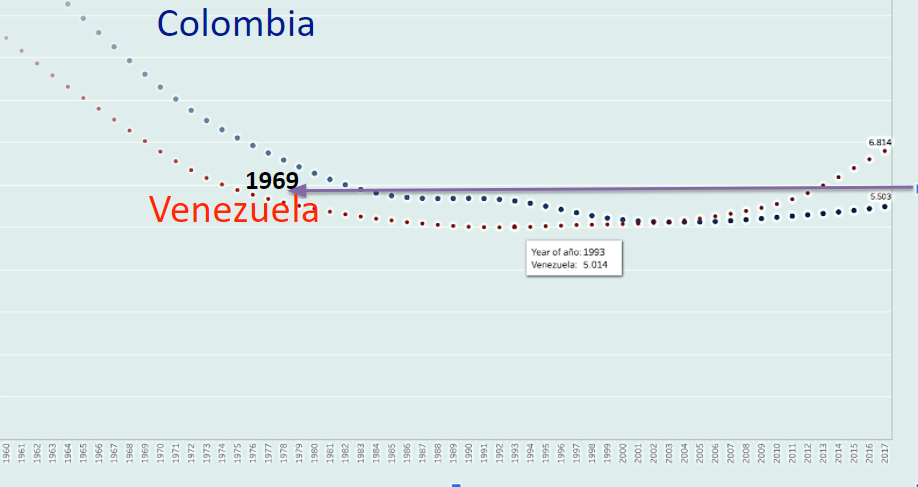 Colombia
6.814
1969
Venezuela
5.503
Year of año: 1993
Venezuela: 5.014
1960 1961 1962 1963 1964 1965 1966 1967 1968 1969 1970 1971 1972 1973 1974 1975 1976 1977 1978 1979 1980 1981 1982 1983 1984 1985 1986 1987 1988 1989 1990 1991 1992 1993 1994 1995 1996 1997 1998 1999 2000 2001 2002 2003 2004 2005 2006 2007 2008 2009 2010 2011 2012 2013 2014 2015 2016 2017